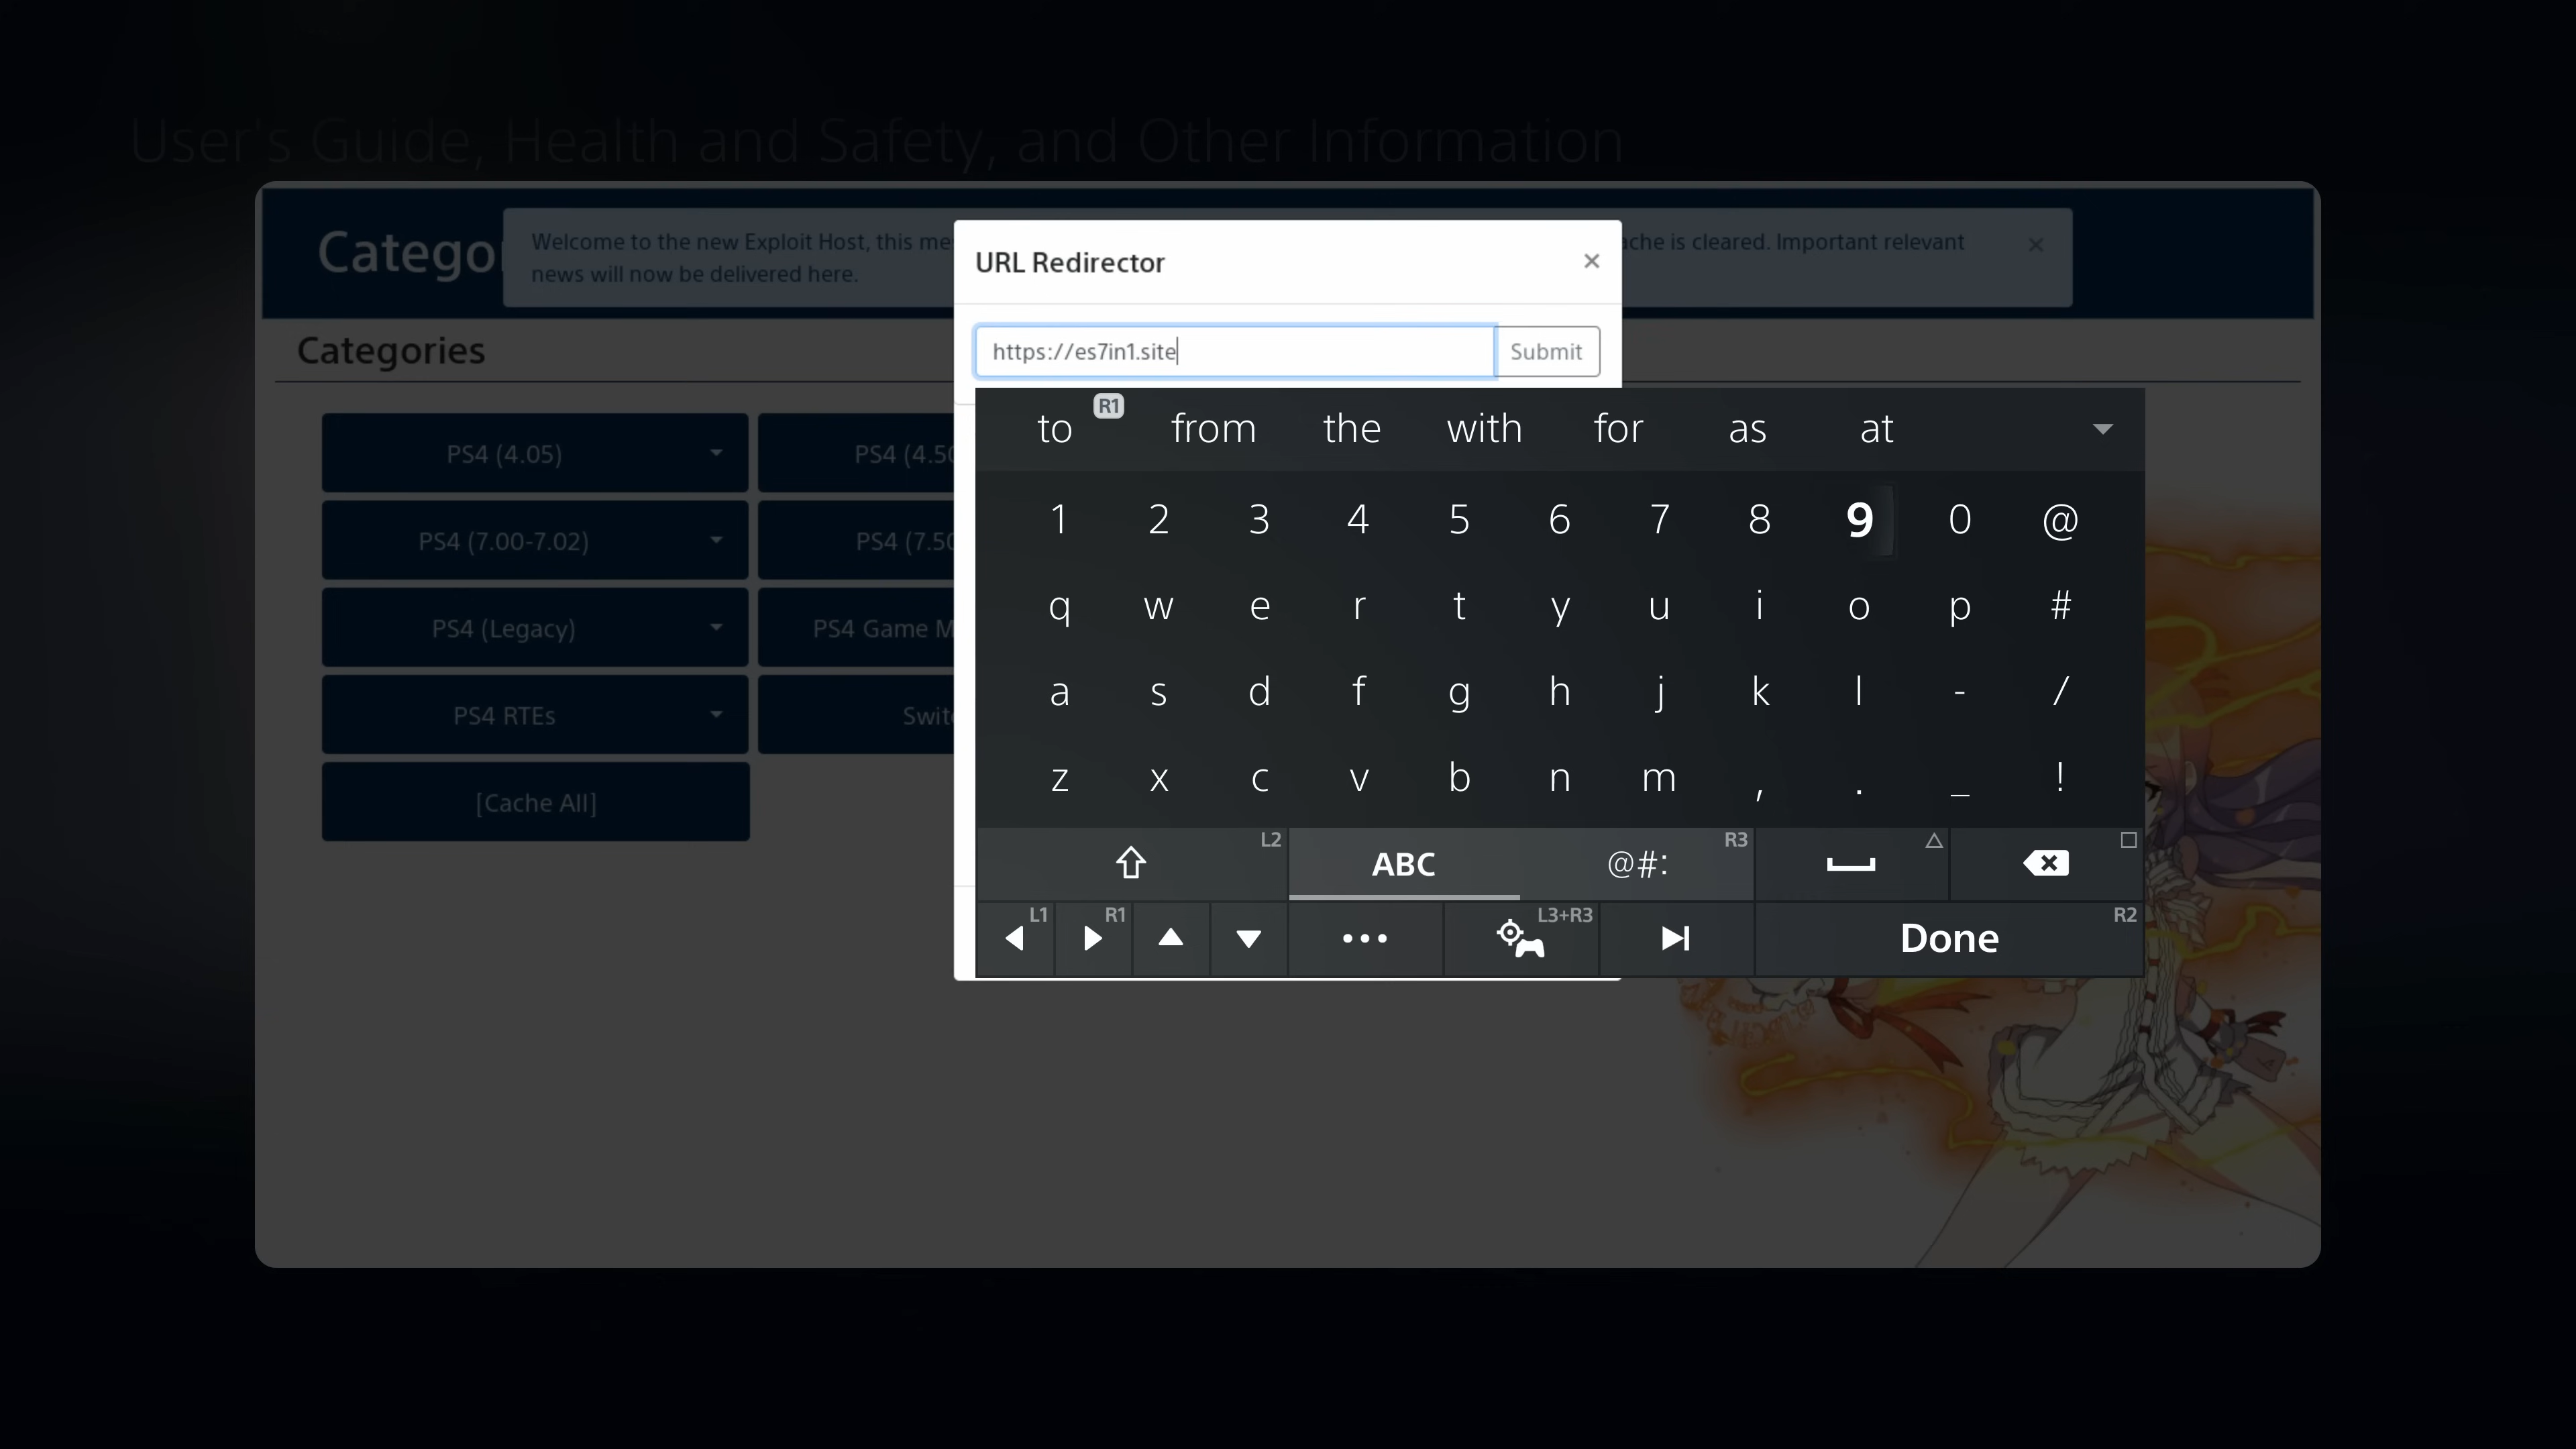 User's Guide, Health and Safety, and Other Information
Welcome to the new Exploit Host, this me
ache is cleared. Important relevant
Catego
news will now be delivered here.
×
URL Redirector
×
Categories
https://es7in1.site
Submit
to R1 from the with for as at
1 2 3 4 5 6 7 8 9 0 @
q w e r t y u i o p #
a s d f g h j k l - /
z x c v b n m , . _ !
L2 ABC @#: R3
L1 R1 ... L3+R3 Done R2
PS4 (4.05)
PS4 (4.50
PS4 (7.00-7.02)
PS4 (7.50
PS4 (Legacy)
PS4 Game M
PS4 RTEs
Switc
[Cache All]